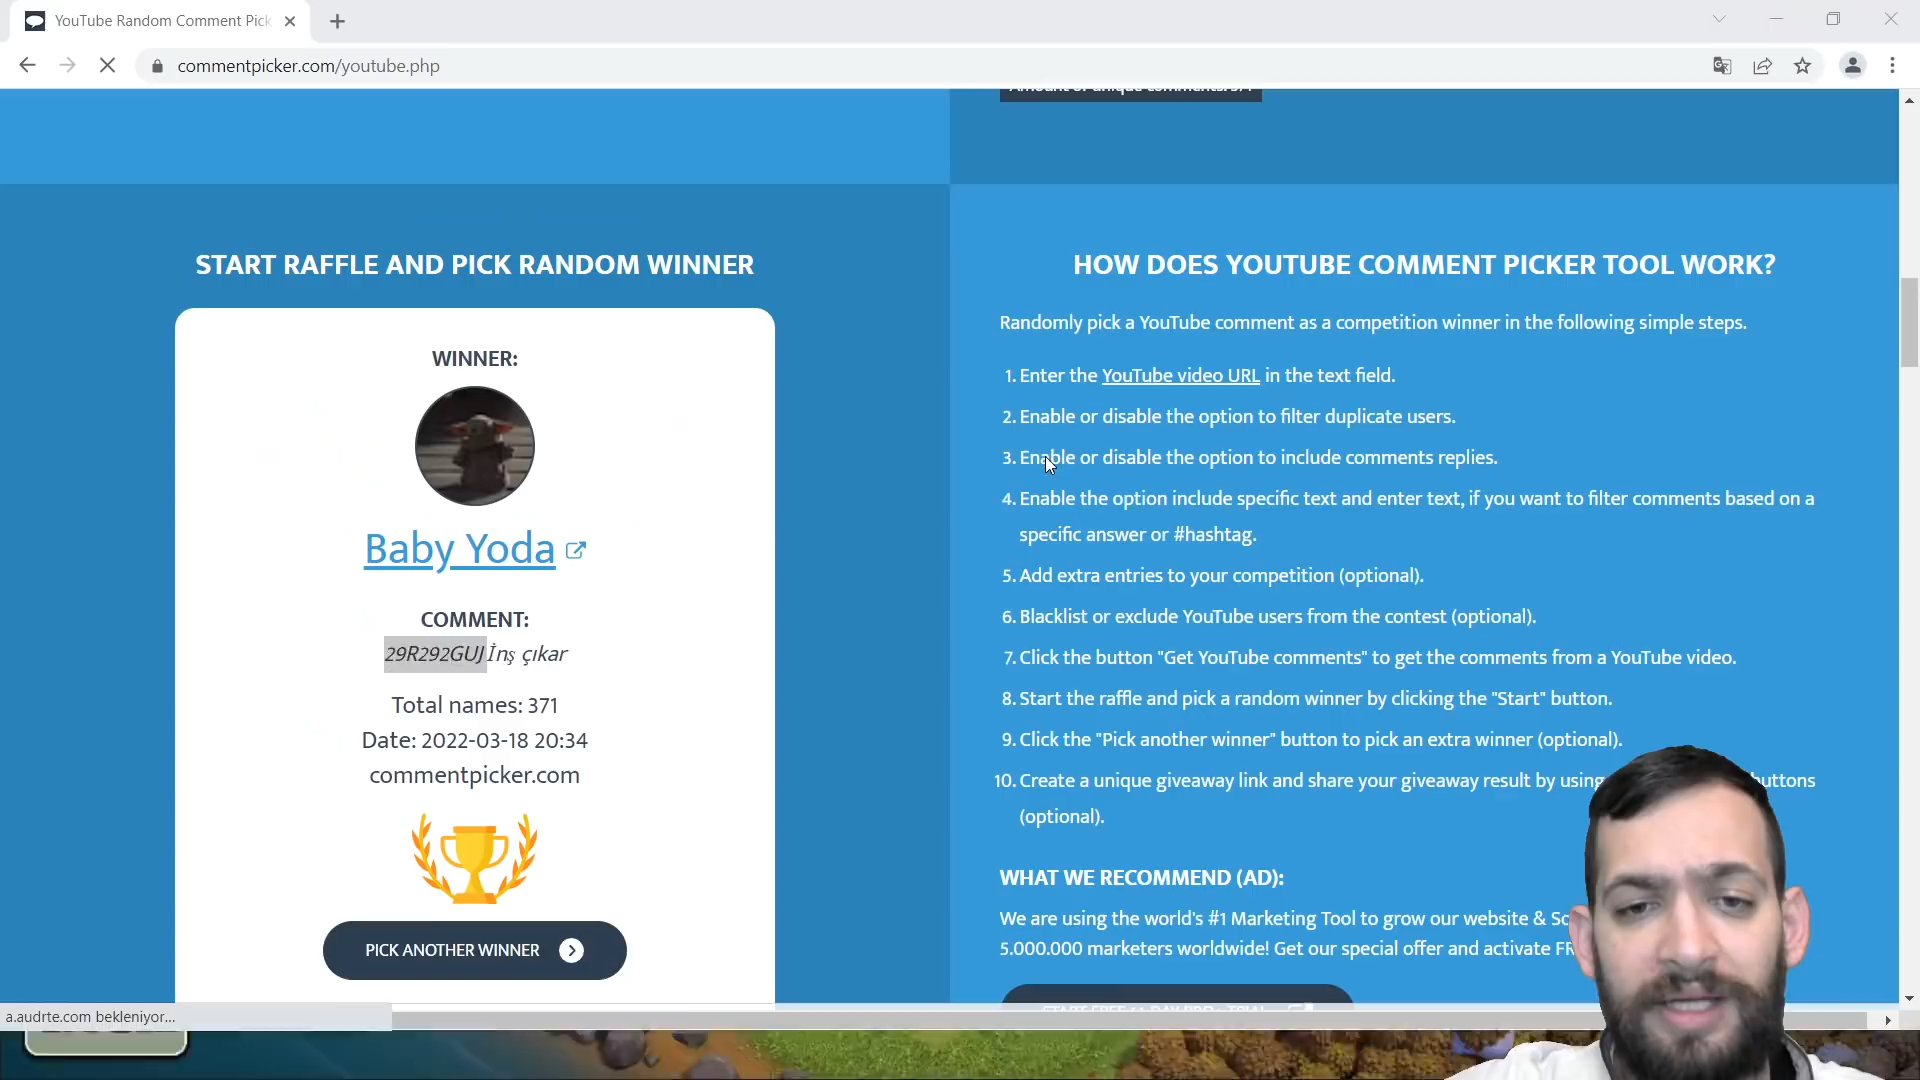 YouTube Random Comment Pick
commentpicker.com/youtube.php
Amount of unique comments: 371
START RAFFLE AND PICK RANDOM WINNER
WINNER:
Baby Yoda
COMMENT:
29R292GUJ İnş çıkar
Total names: 371
Date: 2022-03-18 20:34
commentpicker.com
PICK ANOTHER WINNER
a.audrte.com bekleniyor...
HOW DOES YOUTUBE COMMENT PICKER TOOL WORK?
Randomly pick a YouTube comment as a competition winner in the following simple steps.
1. Enter the YouTube video URL in the text field.
2. Enable or disable the option to filter duplicate users.
3. Enable or disable the option to include comments replies.
4. Enable the option include specific text and enter text, if you want to filter comments based on a
specific answer or #hashtag.
5. Add extra entries to your competition (optional).
6. Blacklist or exclude YouTube users from the contest (optional).
7. Click the button "Get YouTube comments" to get the comments from a YouTube video.
8. Start the raffle and pick a random winner by clicking the "Start" button.
9. Click the "Pick another winner" button to pick an extra winner (optional).
10. Create a unique giveaway link and share your giveaway result by using buttons
(optional).
WHAT WE RECOMMEND (AD):
We are using the world's #1 Marketing Tool to grow our website & So
5.000.000 marketers worldwide! Get our special offer and activate FR